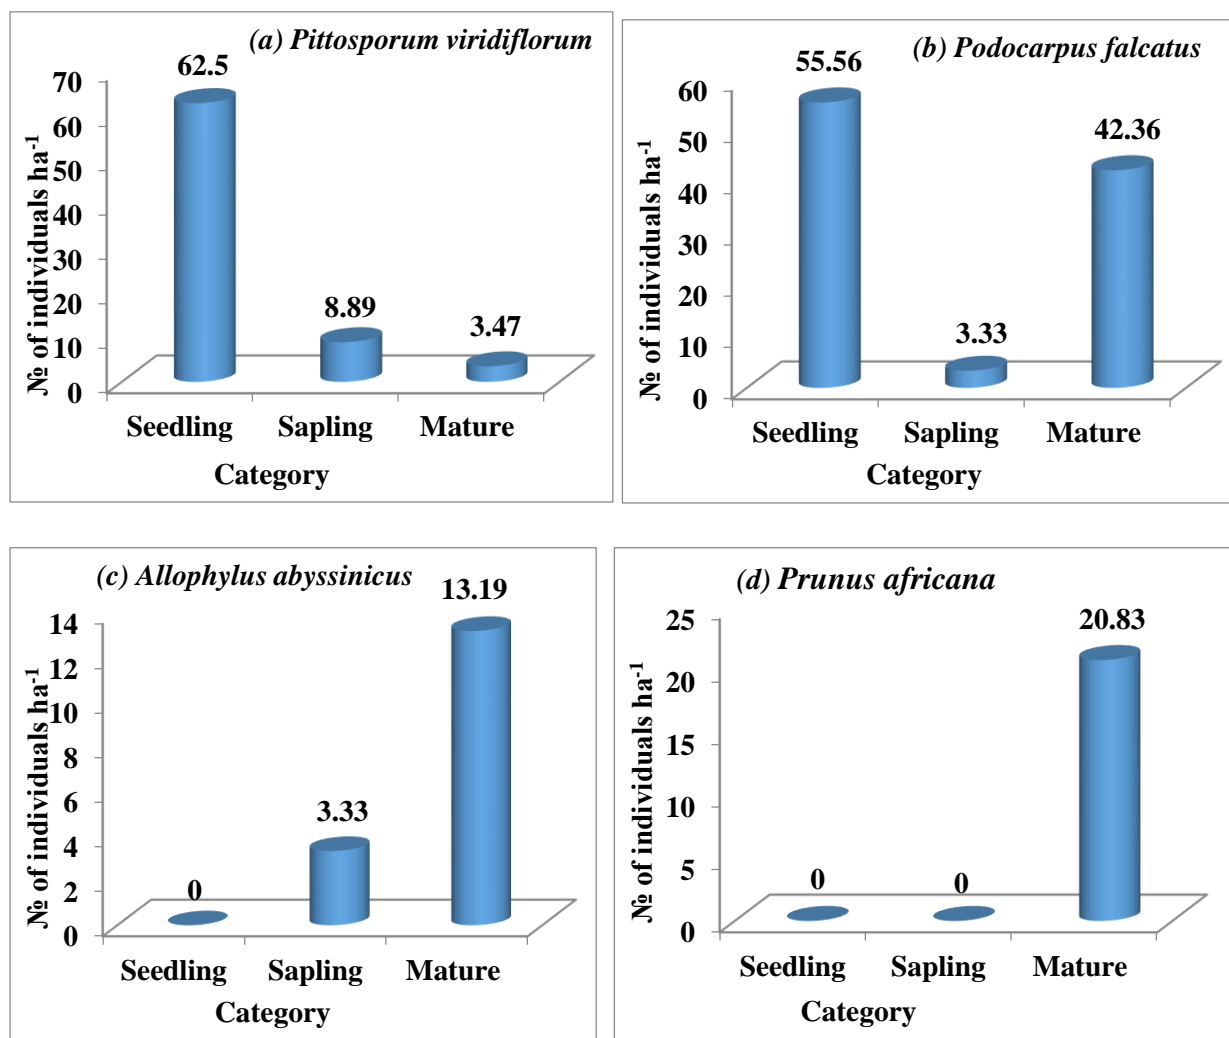 (a) Pittosporum viridiflorum
№ of individuals ha-1
70
60
50
40
30
20
10
0
62.5
8.89
3.47
Seedling Sapling Mature
Category
(b) Podocarpus falcatus
№ of individuals ha-1
60
50
40
30
20
10
0
55.56
3.33
42.36
Seedling Sapling Mature
Category
(c) Allophylus abyssinicus
№ of individuals ha-1
14
12
10
8
6
4
2
0
0
3.33
13.19
Seedling Sapling Mature
Category
(d) Prunus africana
№ of individuals ha-1
25
20
15
10
5
0
0
0
20.83
Seedling Sapling Mature
Category